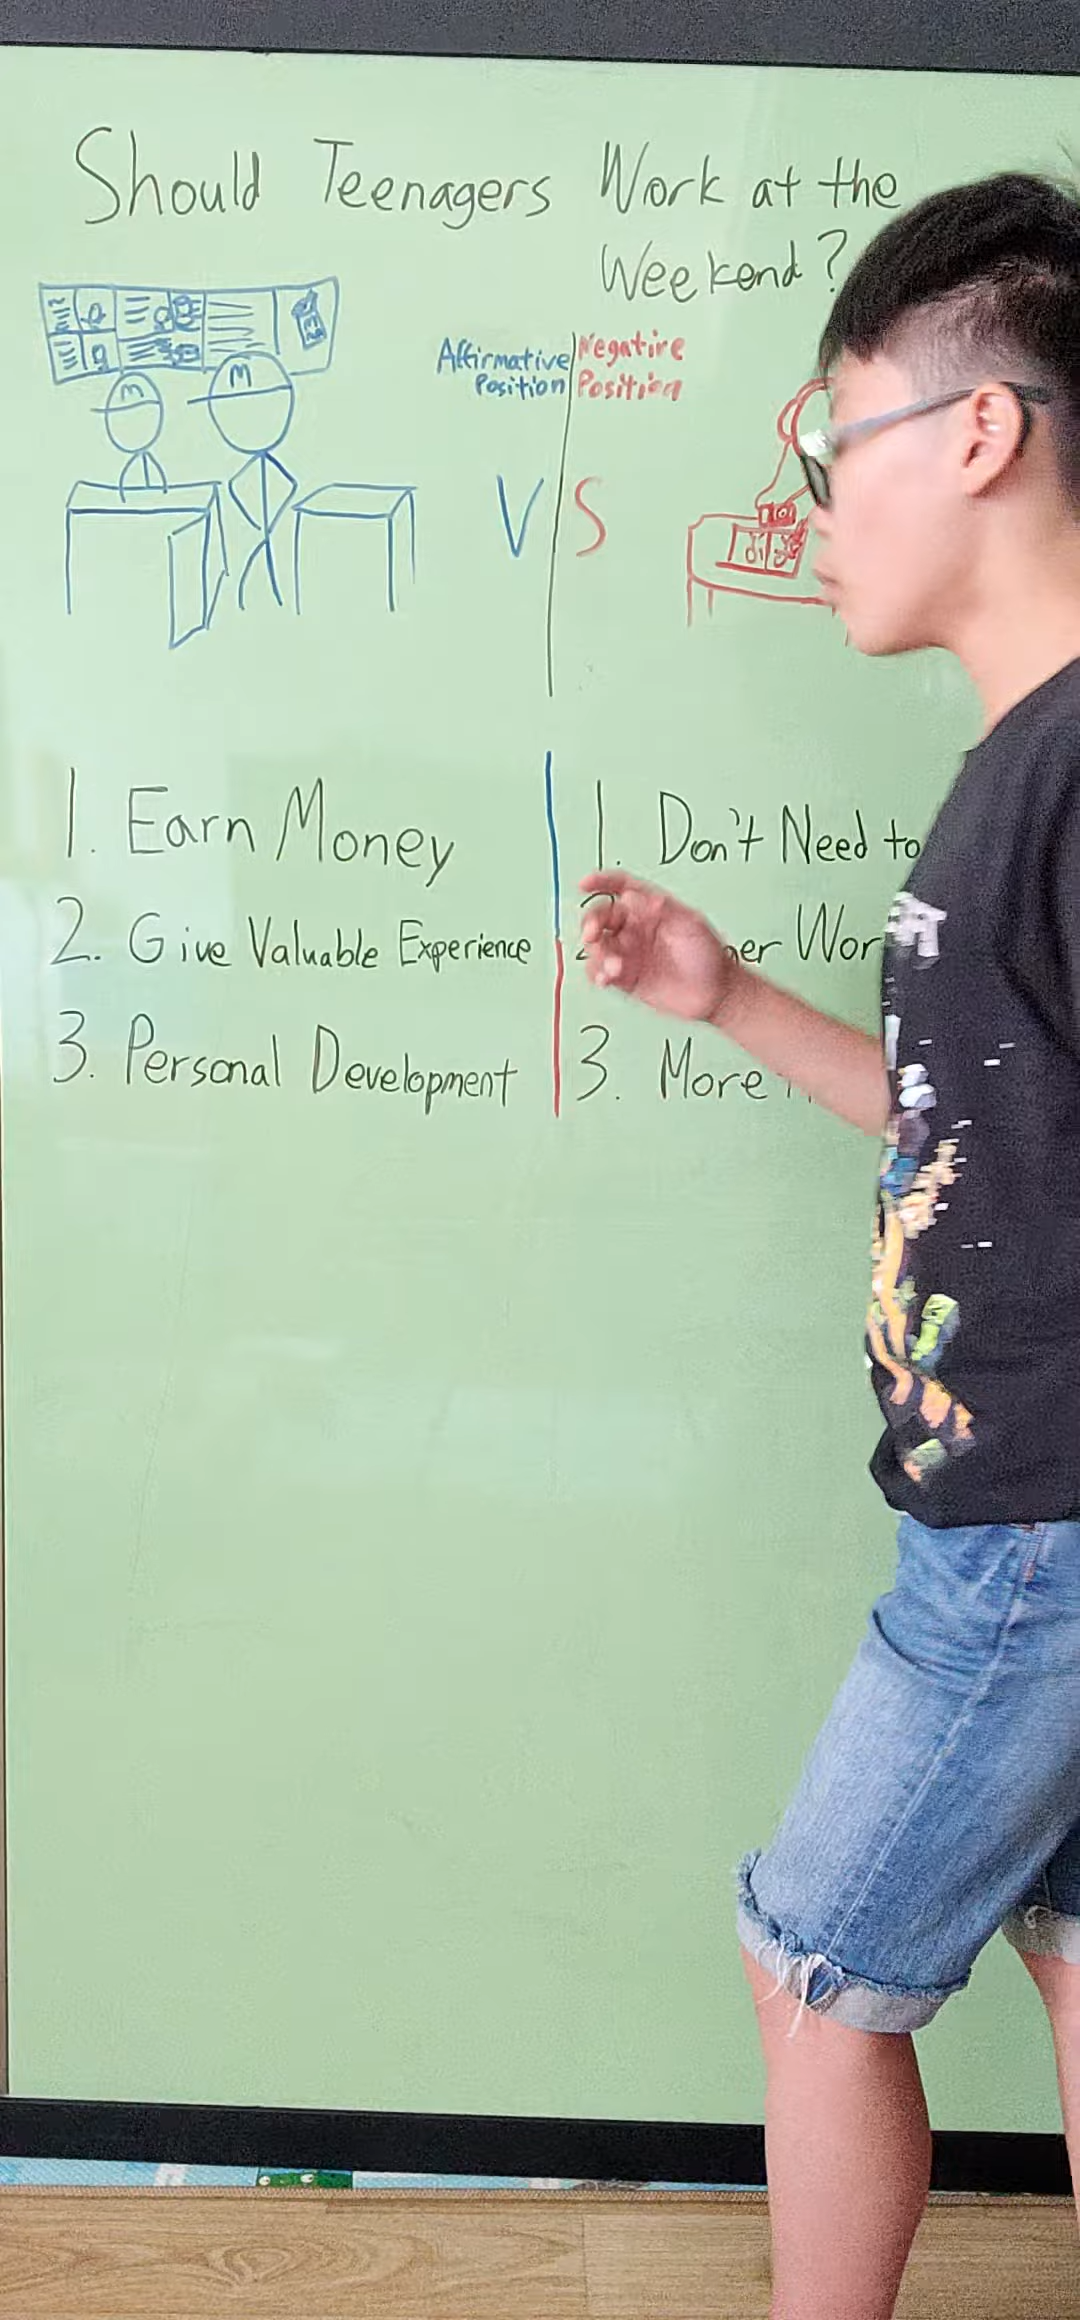 Should Teenagers Work at the
Weekend?
Affirmative Negative
Position Position
M M
V S
1. Earn Money
2. Give Valuable Experience
3. Personal Development
1. Don't Need to
Wor
3. More